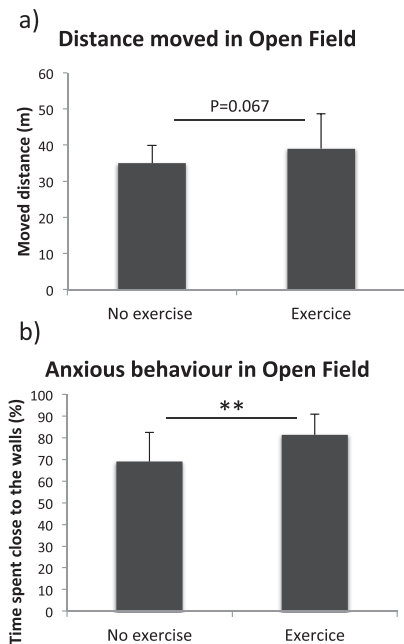 a)
Distance moved in Open Field
Moved distance (m)
60
50
40
30
20
10
0
P=0.067
No exercise Exercice
b)
Anxious behaviour in Open Field
Time spent close to the walls (%)
100
90
80
70
60
50
40
30
20
10
0
**
No exercise Exercice